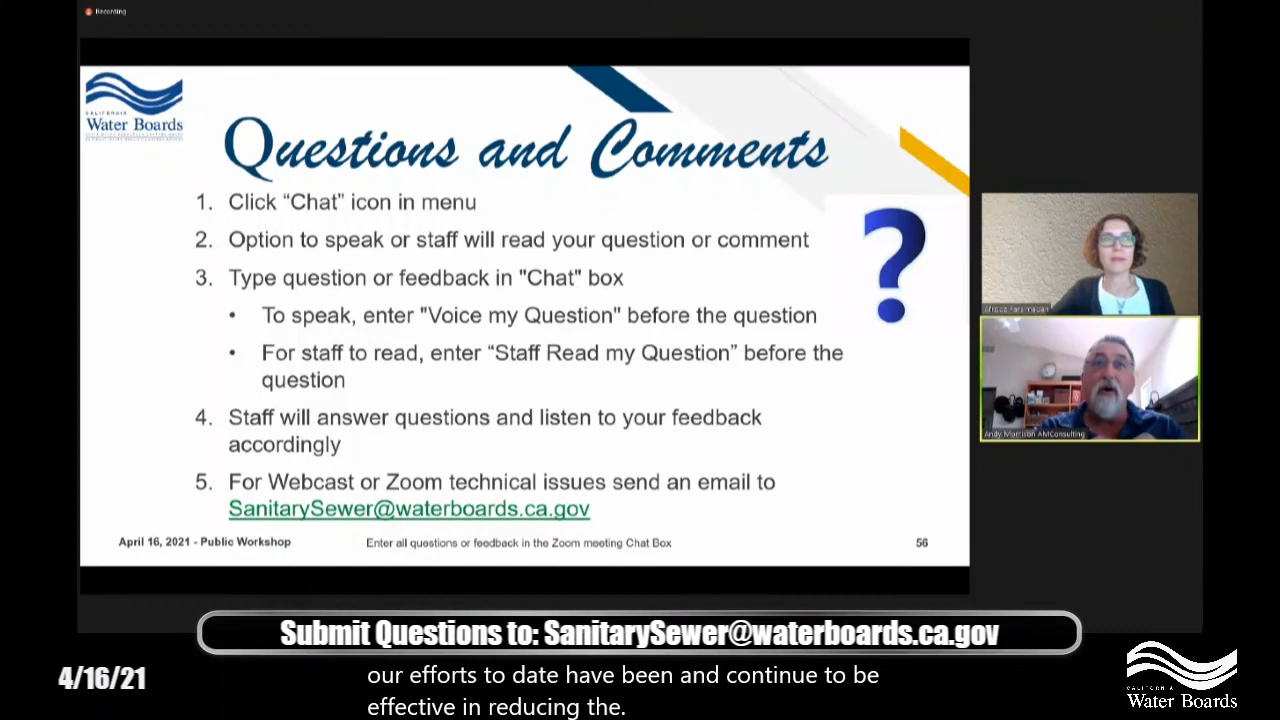 Recording
CALIFORNIA
Water Boards
Questions and Comments
1. Click “Chat” icon in menu
2. Option to speak or staff will read your question or comment
3. Type question or feedback in "Chat" box
• To speak, enter "Voice my Question" before the question
• For staff to read, enter “Staff Read my Question” before the
question
4. Staff will answer questions and listen to your feedback
accordingly
5. For Webcast or Zoom technical issues send an email to
SanitarySewer@waterboards.ca.gov
April 16, 2021 - Public Workshop
Enter all questions or feedback in the Zoom meeting Chat Box
56
?
Andy Morrison AMConsulting
Submit Questions to: SanitarySewer@waterboards.ca.gov
4/16/21
our efforts to date have been and continue to be
effective in reducing the.
CALIFORNIA
Water Boards